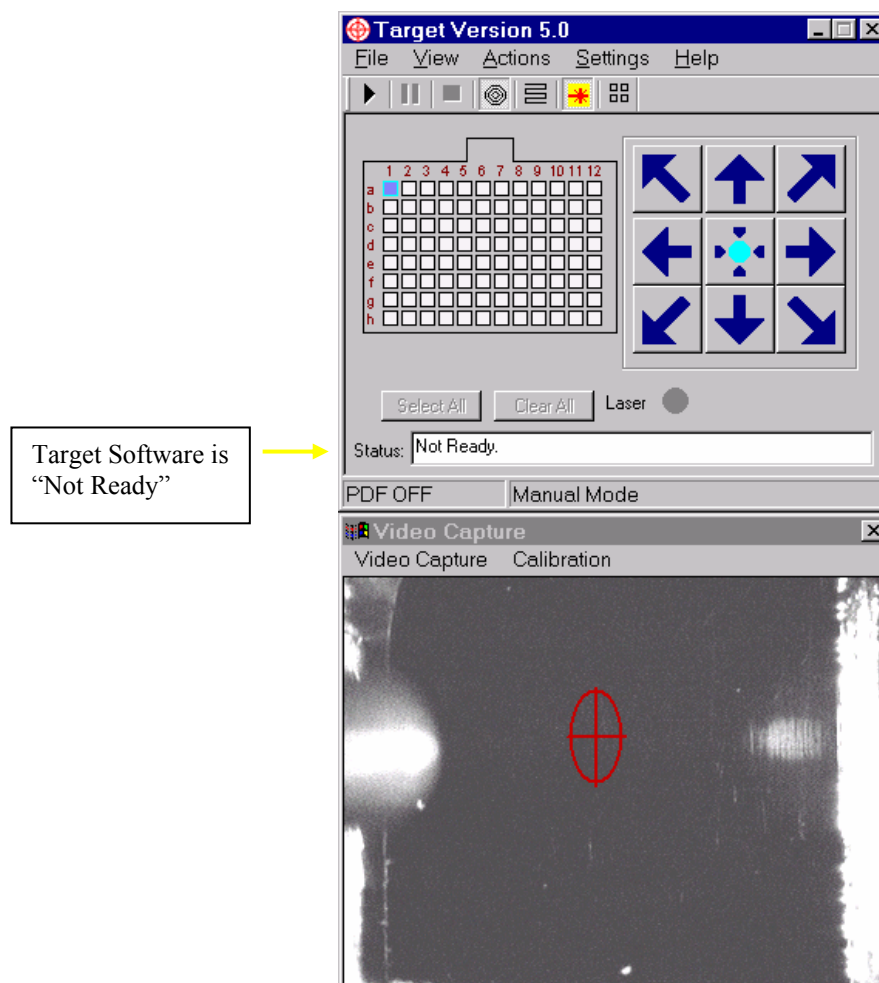 Target Version 5.0
File View Actions Settings Help
1 2 3 4 5 6 7 8 9 10 11 12
a
b
c
d
e
f
g
h
Select All Clear All Laser
Target Software is
“Not Ready”
Status: Not Ready.
PDF OFF Manual Mode
Video Capture
Video Capture Calibration